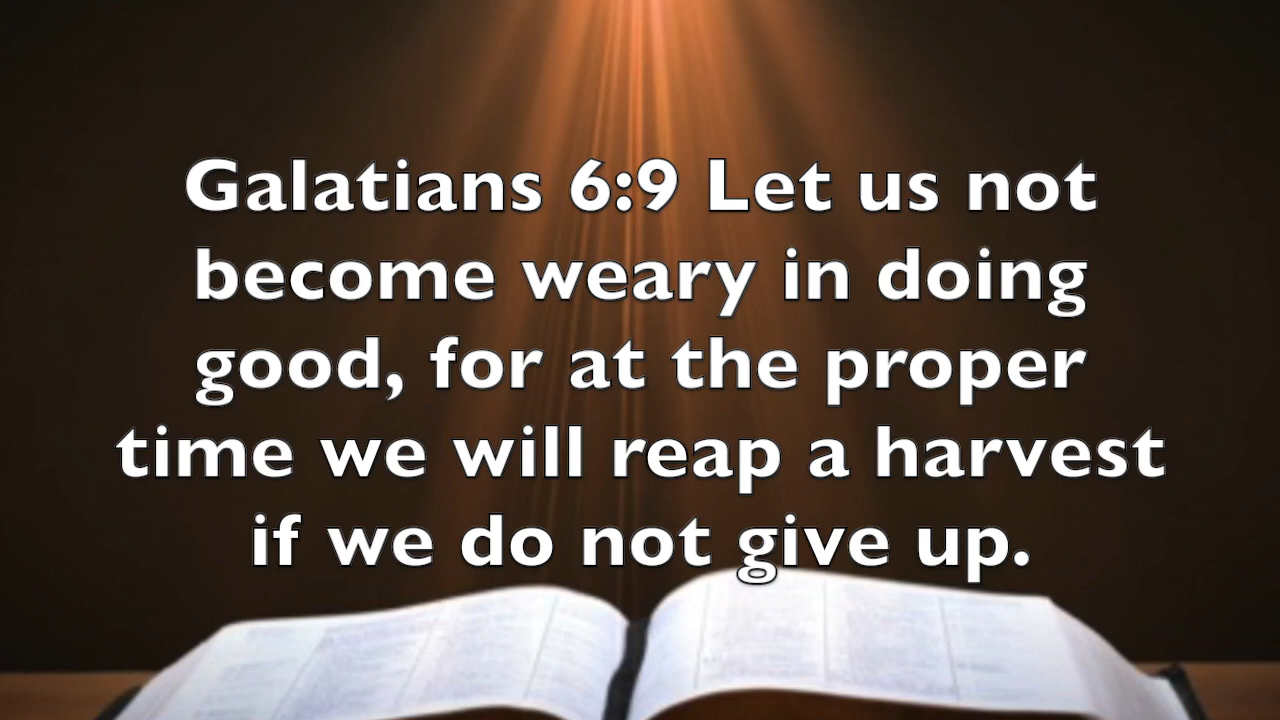 Galatians 6:9 Let us not
become weary in doing
good, for at the proper
time we will reap a harvest
if we do not give up.